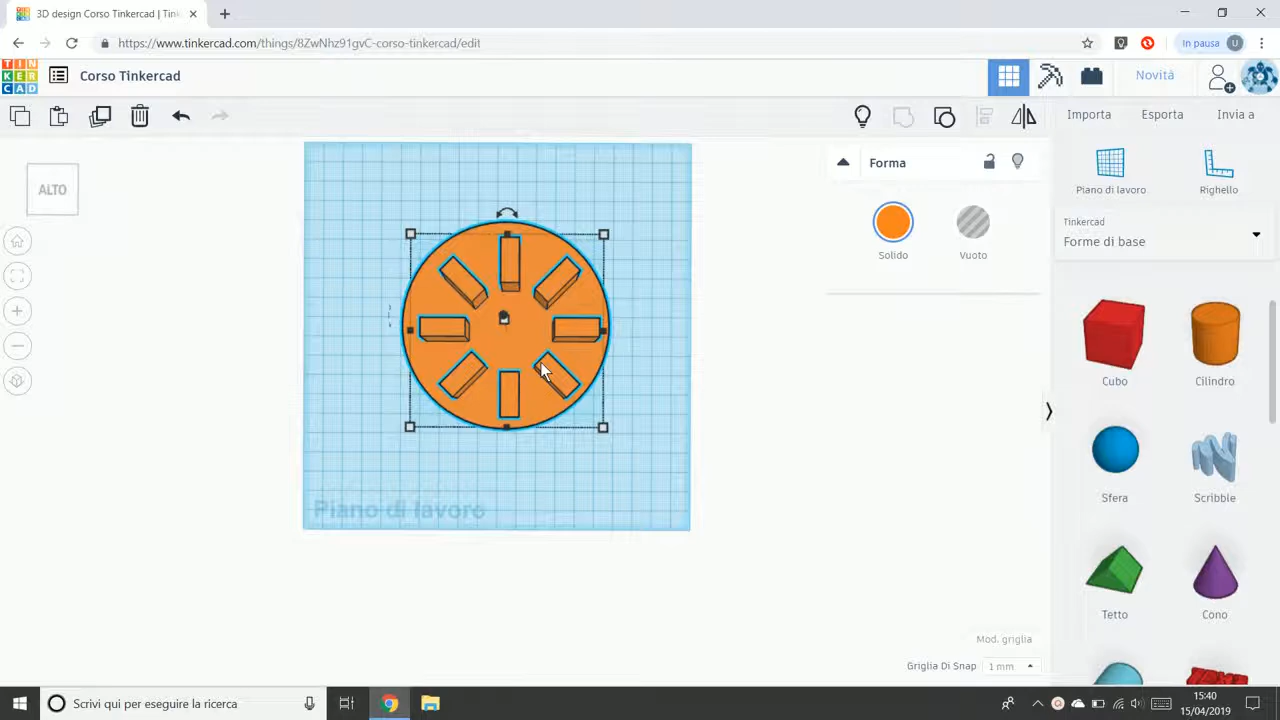 3D design Corso Tinkercad | Tin
https://www.tinkercad.com/things/8ZwNhz91gvC-corso-tinkercad/edit
In pausa
U
TIN
KER
CAD
Corso Tinkercad
Novità
Importa
Esporta
Invia a
ALTO
Forma
Solido
Vuoto
Piano di lavoro
Righello
Tinkercad
Forme di base
Cubo
Cilindro
Sfera
Scribble
Tetto
Cono
Piano di lavoro
Mod. griglia
Griglia Di Snap
1 mm
Scrivi qui per eseguire la ricerca
15:40
15/04/2019